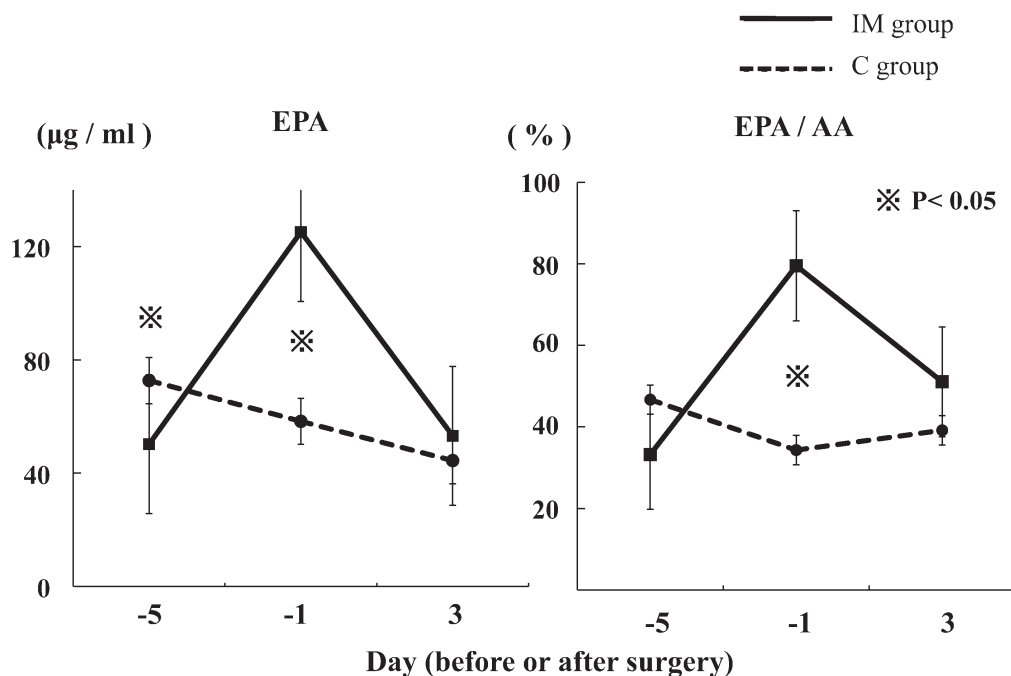 IM group
C group
(μg / ml )
EPA
120
80
40
0
-5
-1
3
( % )
EPA / AA
※ P< 0.05
100
80
60
40
20
-5
-1
3
※
※
※
Day (before or after surgery)